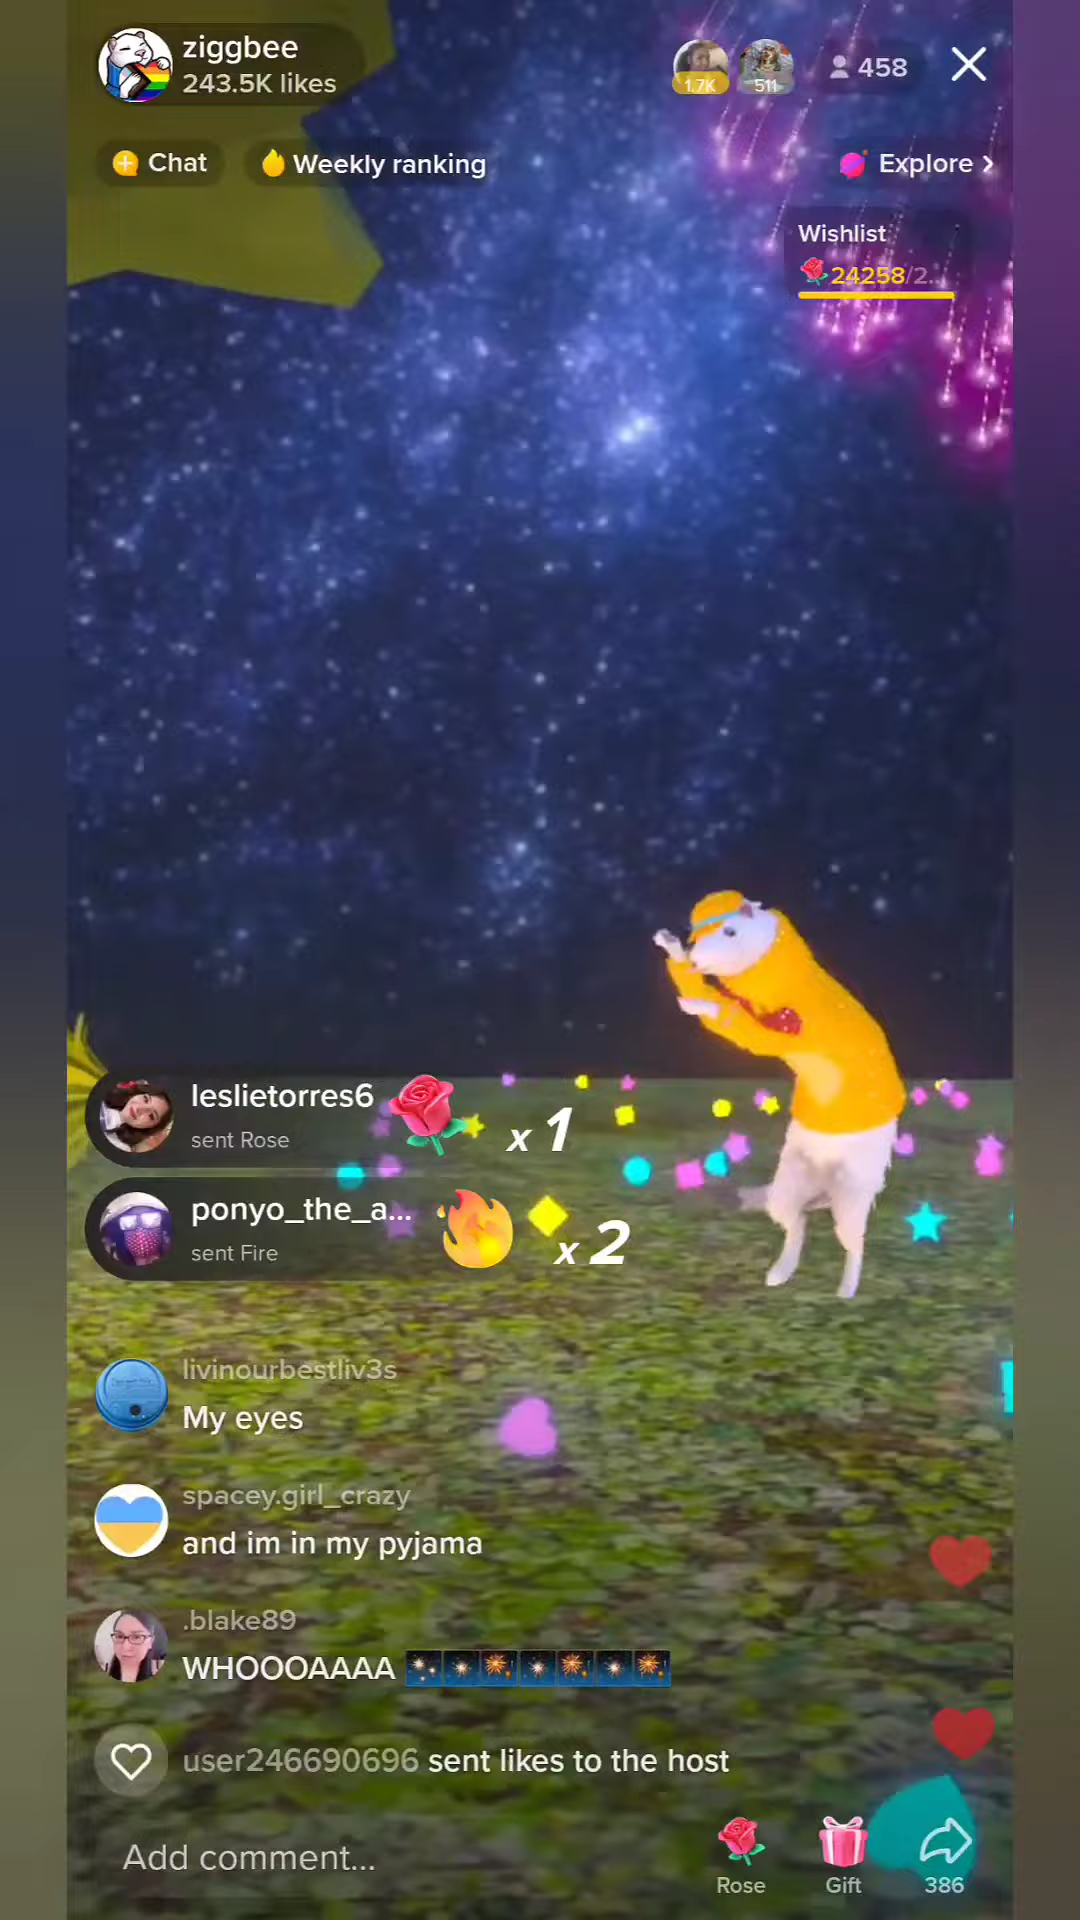 ziggbee
243.5K likes
1.7K
511
458
Chat
Weekly ranking
Explore
Wishlist
24258/2...
leslietorres6
sent Rose
x 1
ponyo_the_a...
sent Fire
x 2
livinourbestliv3s
My eyes
spacey.girl_crazy
and im in my pyjama
.blake89
WHOOOAAAA
user246690696 sent likes to the host
Add comment...
Rose
Gift
386